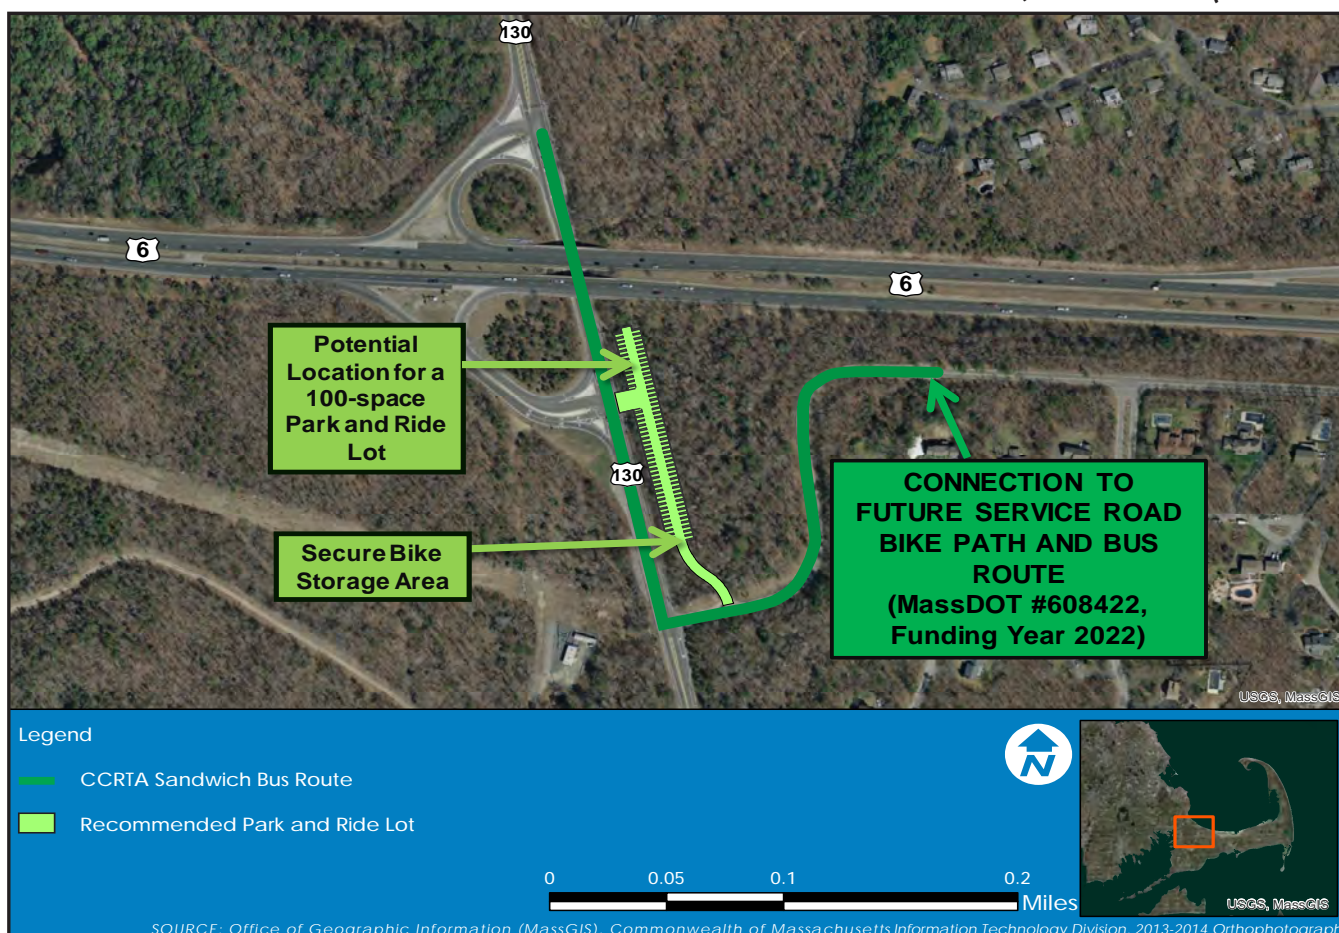 130
6
6
Potential
Location for a
100-space
Park and Ride
Lot
130
Secure Bike
Storage Area
CONNECTION TO
FUTURE SERVICE ROAD
BIKE PATH AND BUS
ROUTE
(MassDOT #608422,
Funding Year 2022)
USGS, MassGIS
Legend
CCRTA Sandwich Bus Route
Recommended Park and Ride Lot
N
0 0.05 0.1 0.2
Miles
USGS, MassGIS
SOURCE: Office of Geographic Information (MassGIS), Commonwealth of Massachusetts Information Technology Division, 2013-2014 Orthophotograph